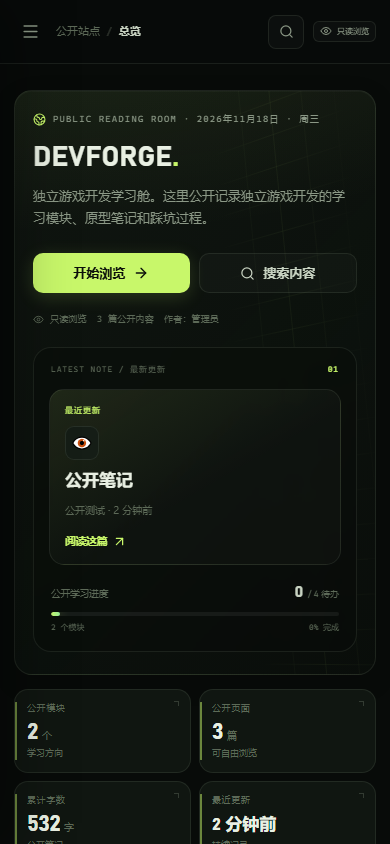 公开站点 / 总览
只读浏览
PUBLIC READING ROOM · 2026年11月18日 · 周三
DEVFORGE.
独立游戏开发学习舱。这里公开记录独立游戏开发的学
习模块、原型笔记和踩坑过程。
开始浏览
搜索内容
只读浏览 3 篇公开内容 作者：管理员
LATEST NOTE / 最新更新
01
最近更新
公开笔记
公开测试 · 2 分钟前
阅读这篇
公开学习进度
0 / 4 待办
2 个模块
0% 完成
公开模块
2 个
学习方向
公开页面
3 篇
可自由浏览
累计字数
532 字
最近更新
2 分钟前